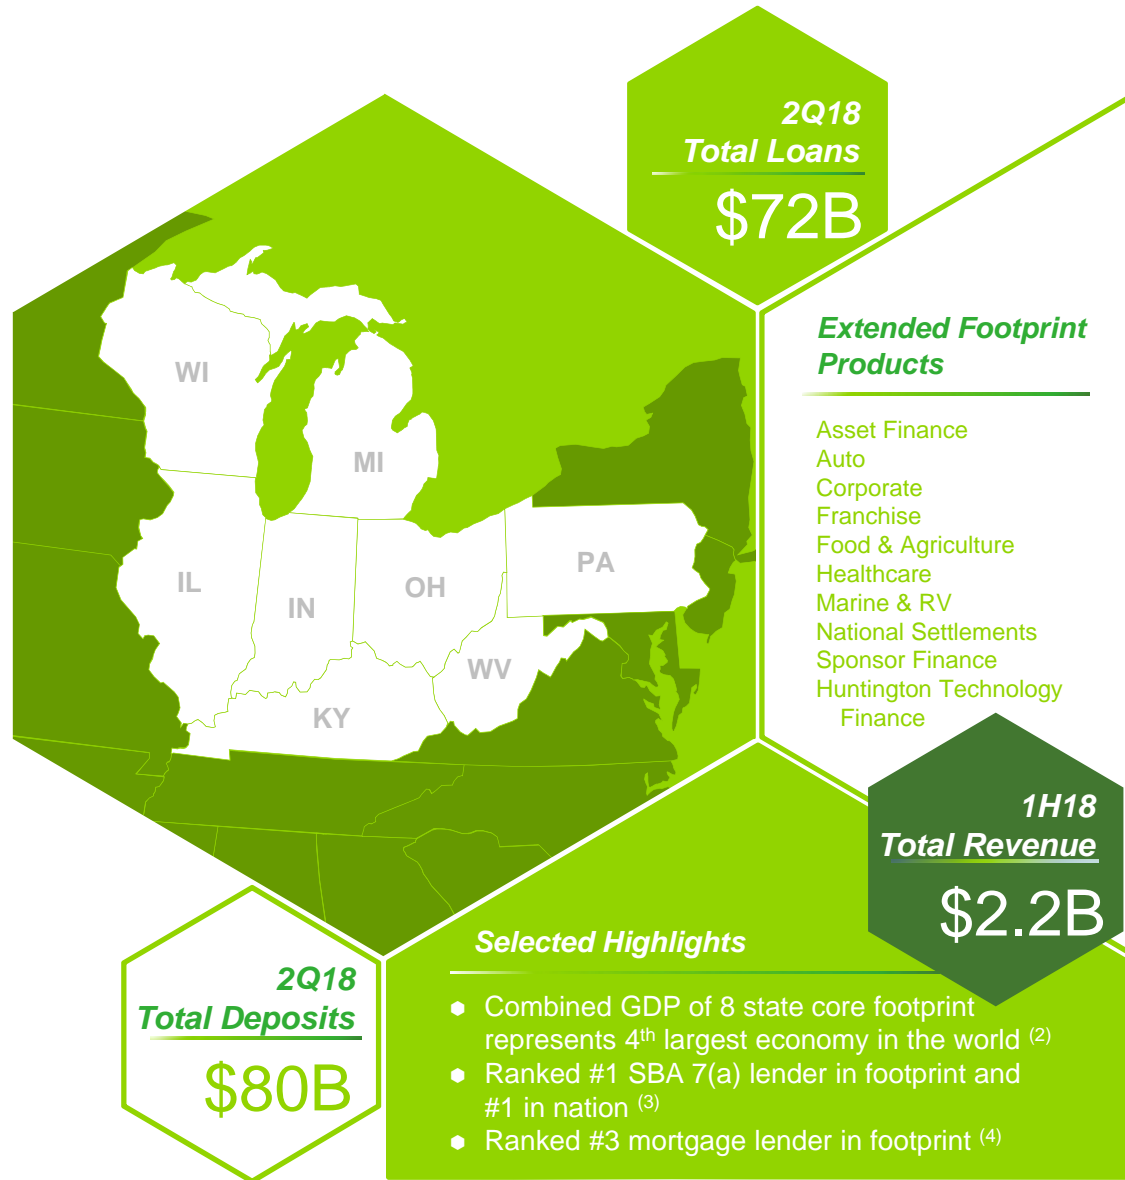 2Q18
Total Loans
$72B
WI
MI
IL
IN
OH
PA
WV
KY
Extended Footprint
Products
Asset Finance
Auto
Corporate
Franchise
Food & Agriculture
Healthcare
Marine & RV
National Settlements
Sponsor Finance
Huntington Technology
Finance
1H18
Total Revenue
$2.2B
2Q18
Total Deposits
$80B
Selected Highlights
Combined GDP of 8 state core footprint
represents 4th largest economy in the world (2)
Ranked #1 SBA 7(a) lender in footprint and
#1 in nation (3)
Ranked #3 mortgage lender in footprint (4)